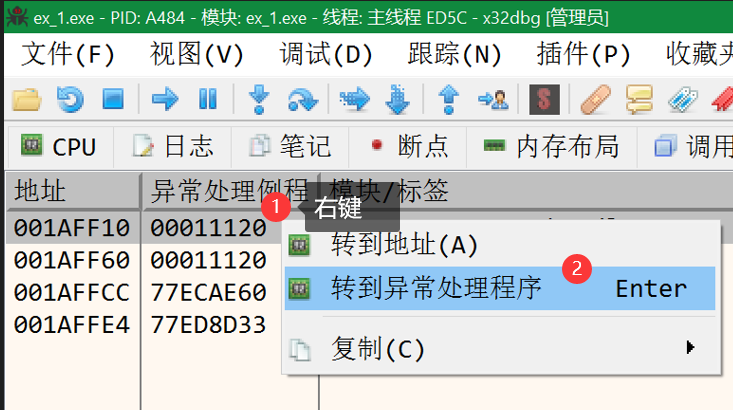 ex_1.exe - PID: A484 - 模块: ex_1.exe - 线程: 主线程 ED5C - x32dbg [管理员]
文件(F) 视图(V) 调试(D) 跟踪(N) 插件(P) 收藏夹
CPU 日志 笔记 断点 内存布局 调用
地址 异常处理例程 模块/标签
1 右键
001AFF10 00011120
转到地址(A)
001AFF60 00011120
2
转到异常处理程序 Enter
001AFFCC 77ECAE60
001AFFE4 77ED8D33
复制(C)